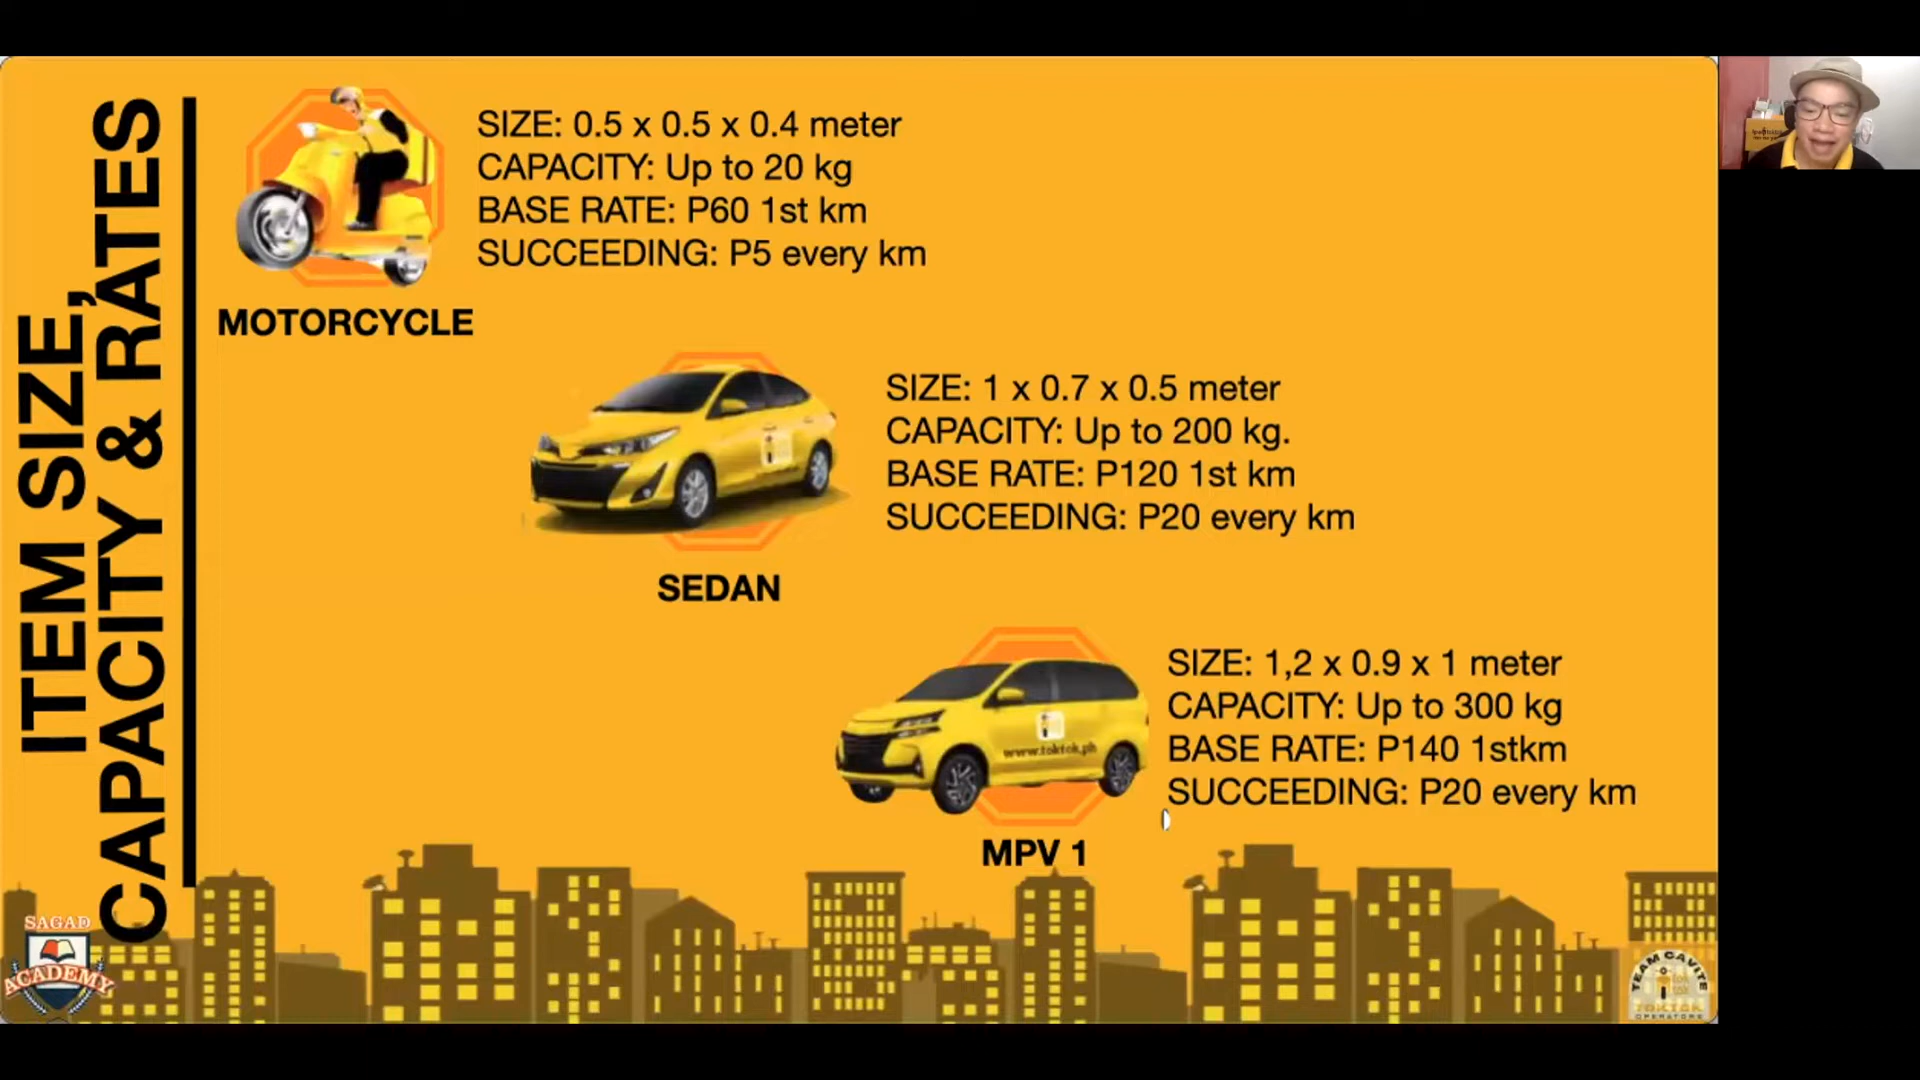 ITEM SIZE,
CAPACITY & RATES
SIZE: 0.5 x 0.5 x 0.4 meter
CAPACITY: Up to 20 kg
BASE RATE: P60 1st km
SUCCEEDING: P5 every km
MOTORCYCLE
SIZE: 1 x 0.7 x 0.5 meter
CAPACITY: Up to 200 kg.
BASE RATE: P120 1st km
SUCCEEDING: P20 every km
SEDAN
SIZE: 1,2 x 0.9 x 1 meter
CAPACITY: Up to 300 kg
BASE RATE: P140 1stkm
SUCCEEDING: P20 every km
www.toktok.ph
MPV 1
SAGAD
ACADEMY
TEAM CAVITE
TOKTOK
OPERATORS